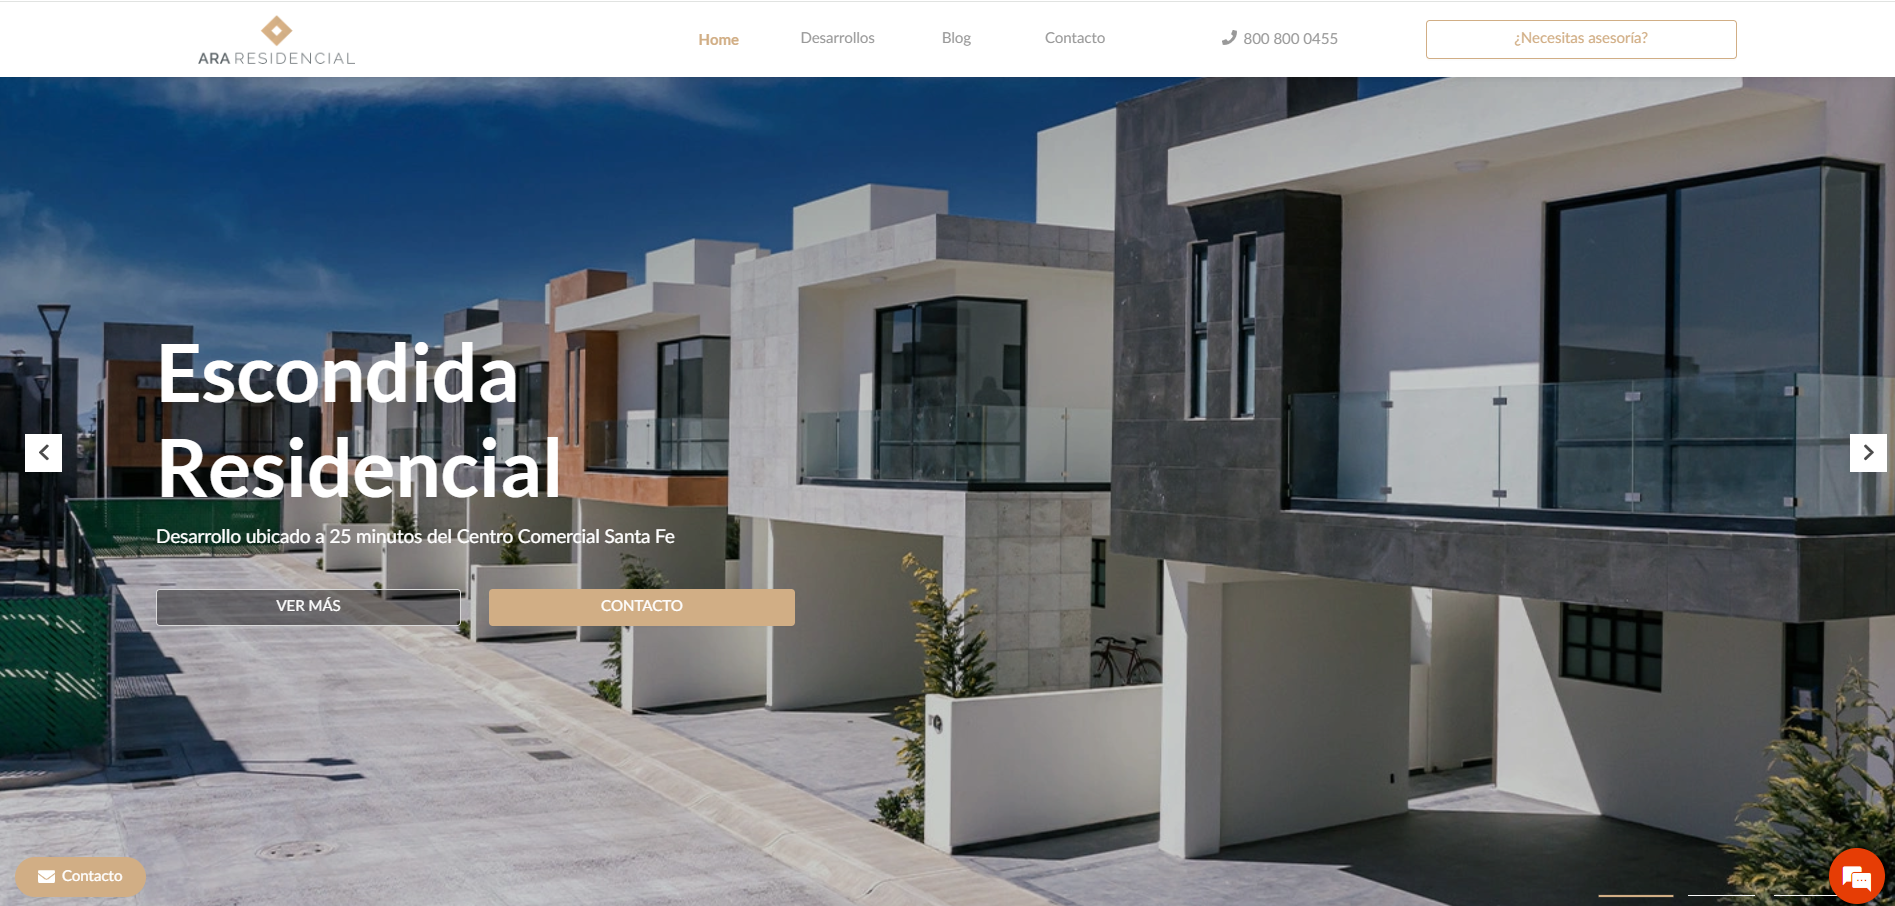 ARA RESIDENCIAL
Home
Desarrollos
Blog
Contacto
800 800 0455
¿Necesitas asesoría?
Escondida
Residencial
Desarrollo ubicado a 25 minutos del Centro Comercial Santa Fe
VER MÁS
CONTACTO
Contacto